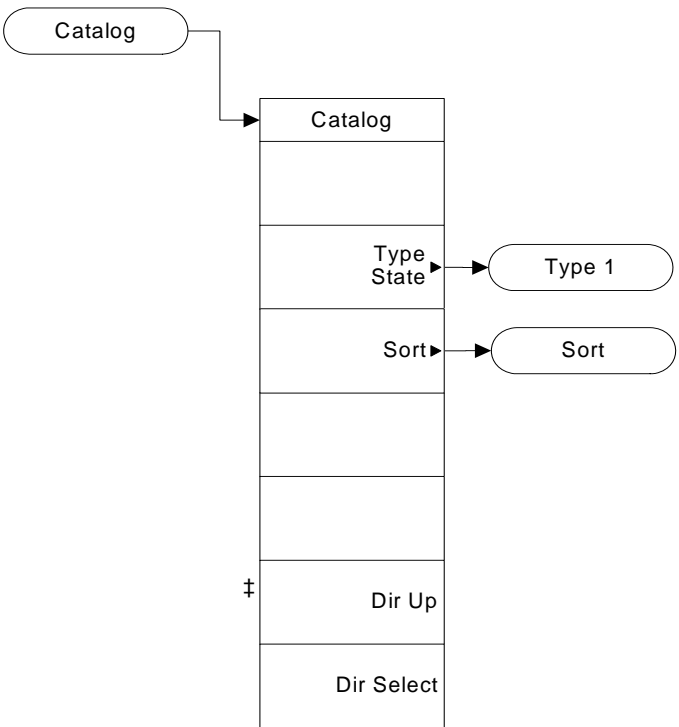 Catalog
Catalog
Type
State
Type 1
Sort
Sort
‡
Dir Up
Dir Select